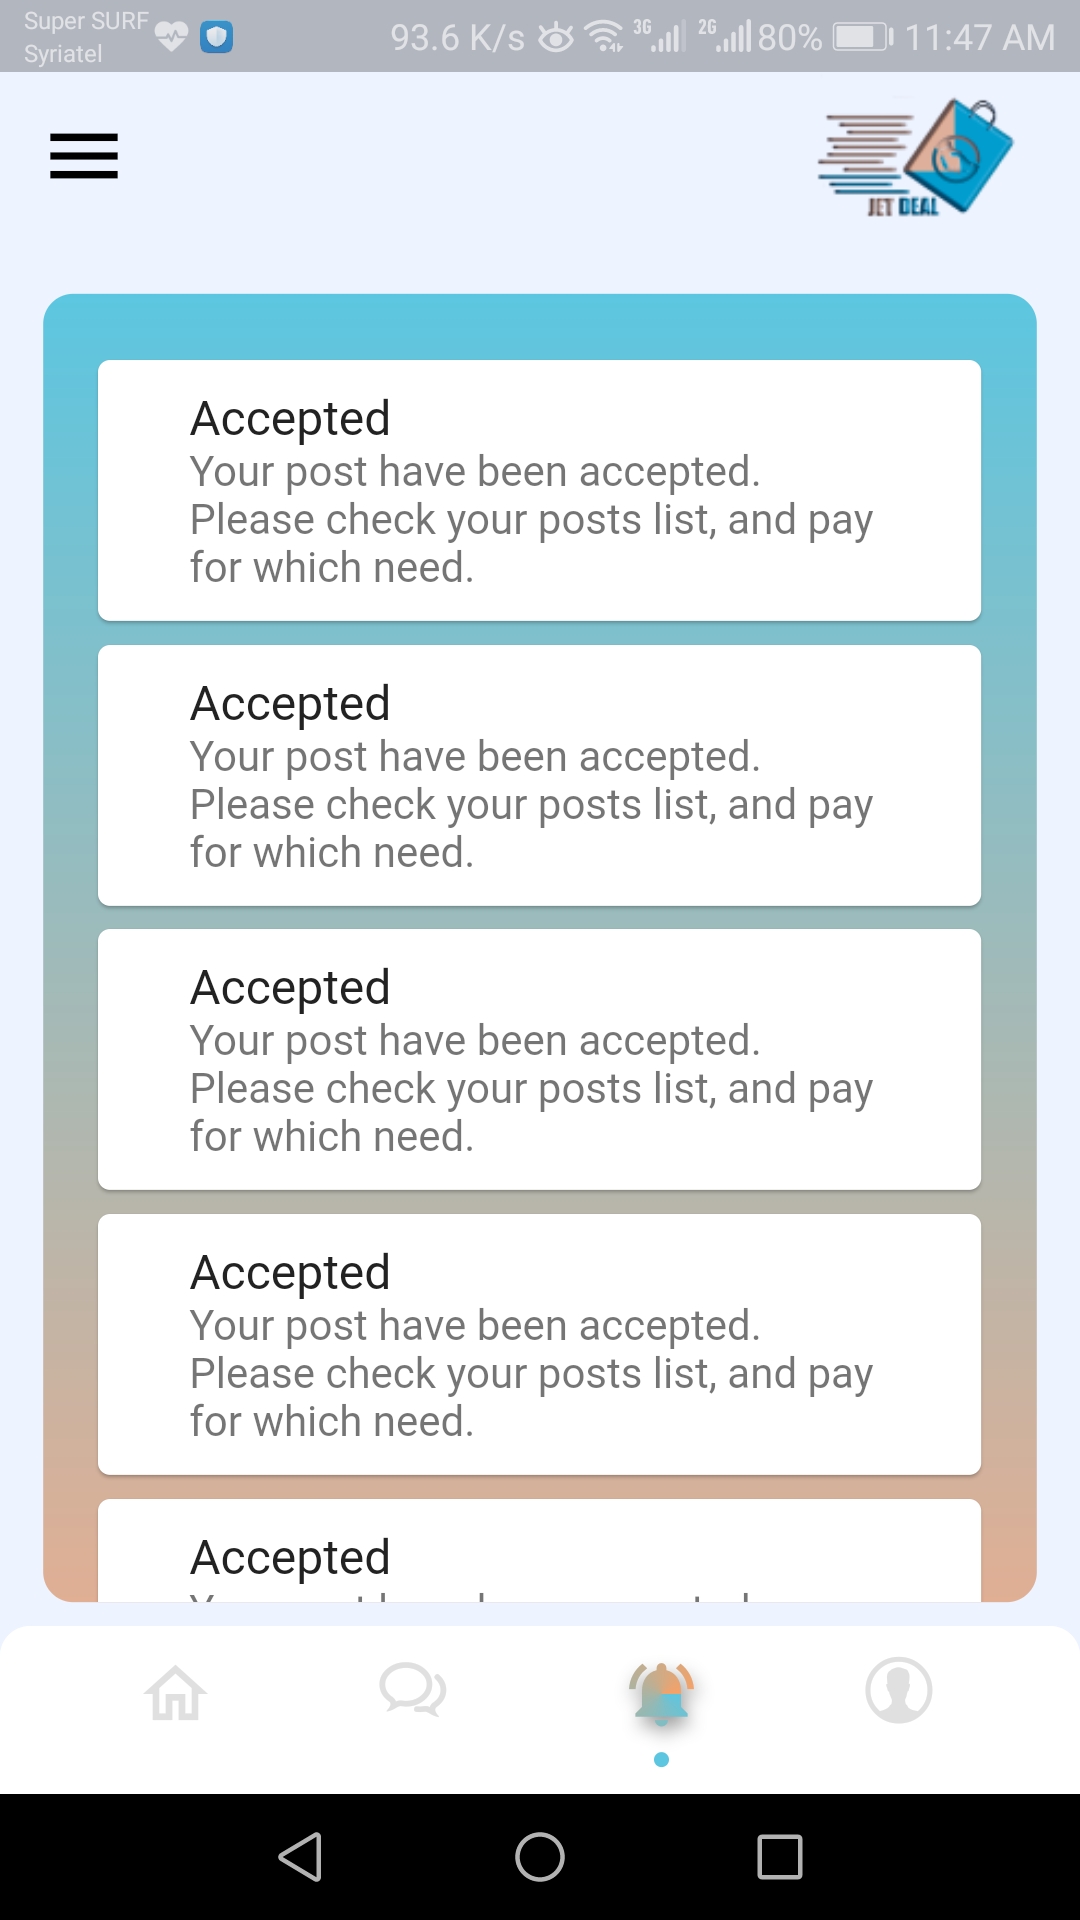 Super SURF
Syriatel
93.6 K/s 3G 2G 80% 11:47 AM
JET DEAL
Accepted
Your post have been accepted.
Please check your posts list, and pay
for which need.
Accepted
Your post have been accepted.
Please check your posts list, and pay
for which need.
Accepted
Your post have been accepted.
Please check your posts list, and pay
for which need.
Accepted
Your post have been accepted.
Please check your posts list, and pay
for which need.
Accepted